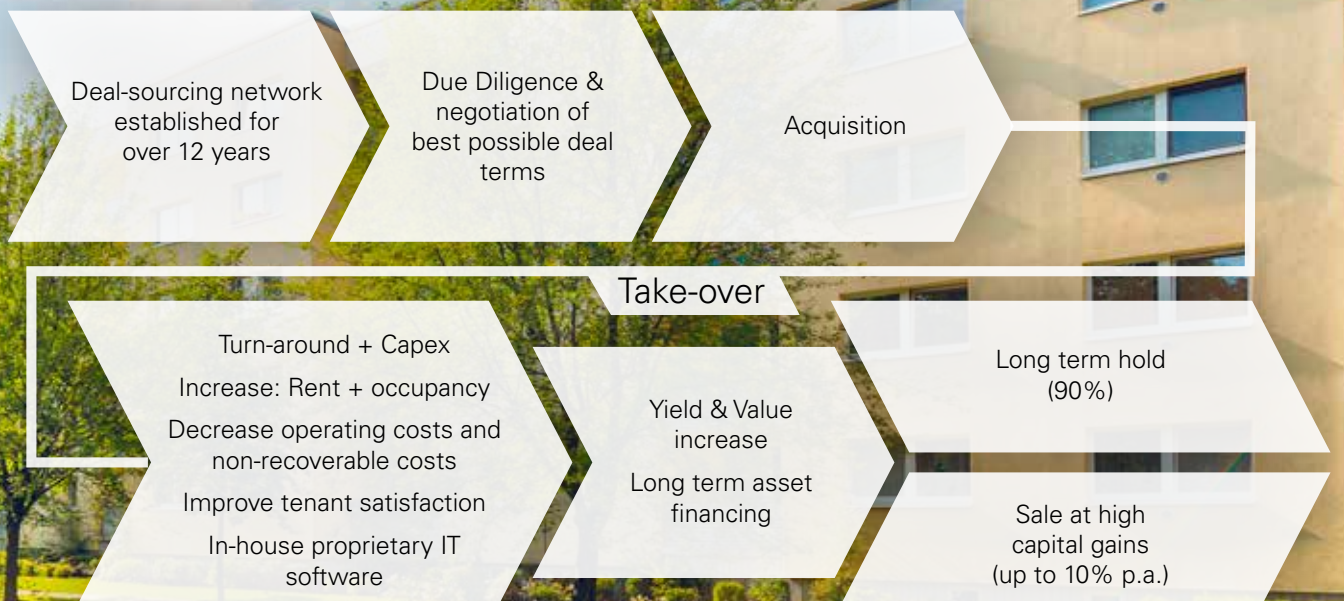 Deal-sourcing network
established for
over 12 years
Due Diligence &
negotiation of
best possible deal
terms
Acquisition
Take-over
Turn-around + Capex
Increase: Rent + occupancy
Decrease operating costs and
non-recoverable costs
Improve tenant satisfaction
In-house proprietary IT
software
Yield & Value
increase
Long term asset
financing
Long term hold
(90%)
Sale at high
capital gains
(up to 10% p.a.)